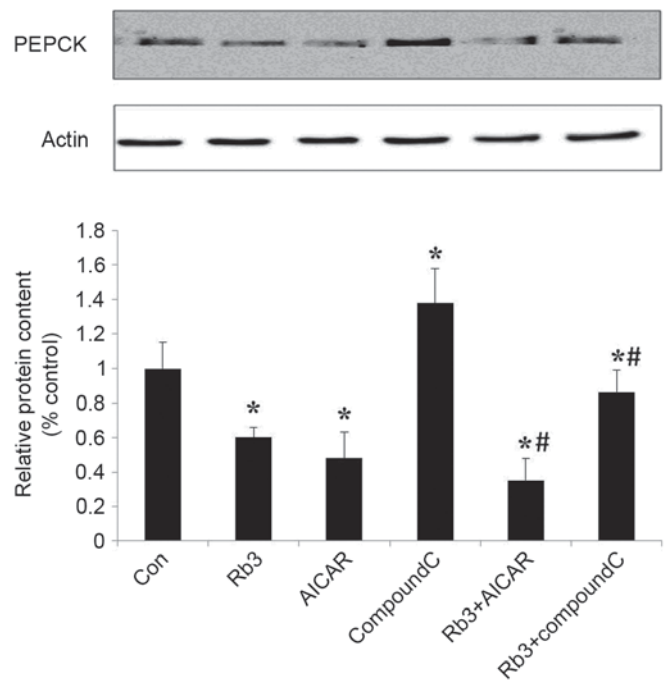 PEPCK
Actin
Relative protein content
(% control)
1.8
1.6
1.4
1.2
1
0.8
0.6
0.4
0.2
0
*
*
*
*#
*#
Con
Rb3
AICAR
CompoundC
Rb3+AICAR
Rb3+compoundC